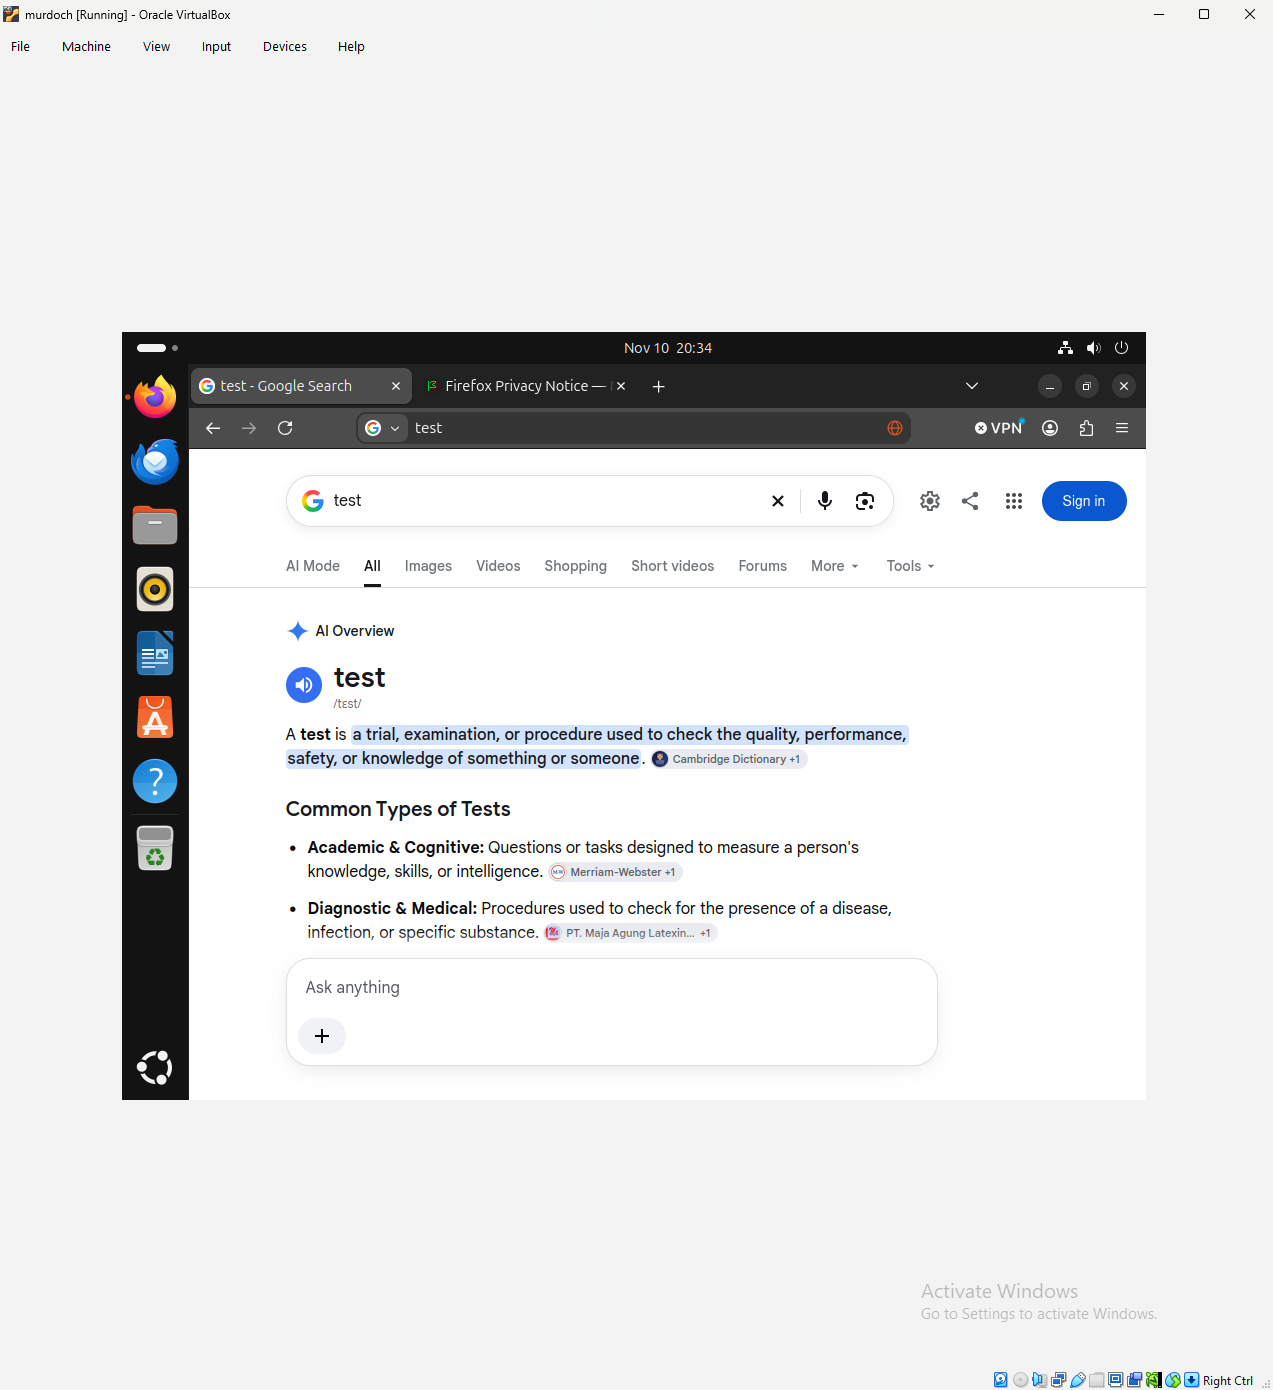 murdoch [Running] - Oracle VirtualBox
File Machine View Input Devices Help
Nov 10 20:34
test - Google Search
Firefox Privacy Notice —
test
VPN
test
Sign in
AI Mode All Images Videos Shopping Short videos Forums More Tools
AI Overview
test
/tɛst/
A test is a trial, examination, or procedure used to check the quality, performance,
safety, or knowledge of something or someone. Cambridge Dictionary +1
Common Types of Tests
• Academic & Cognitive: Questions or tasks designed to measure a person's
knowledge, skills, or intelligence. Merriam-Webster +1
• Diagnostic & Medical: Procedures used to check for the presence of a disease,
infection, or specific substance. PT. Maja Agung Latexin... +1
Ask anything
Activate Windows
Go to Settings to activate Windows.
Right Ctrl